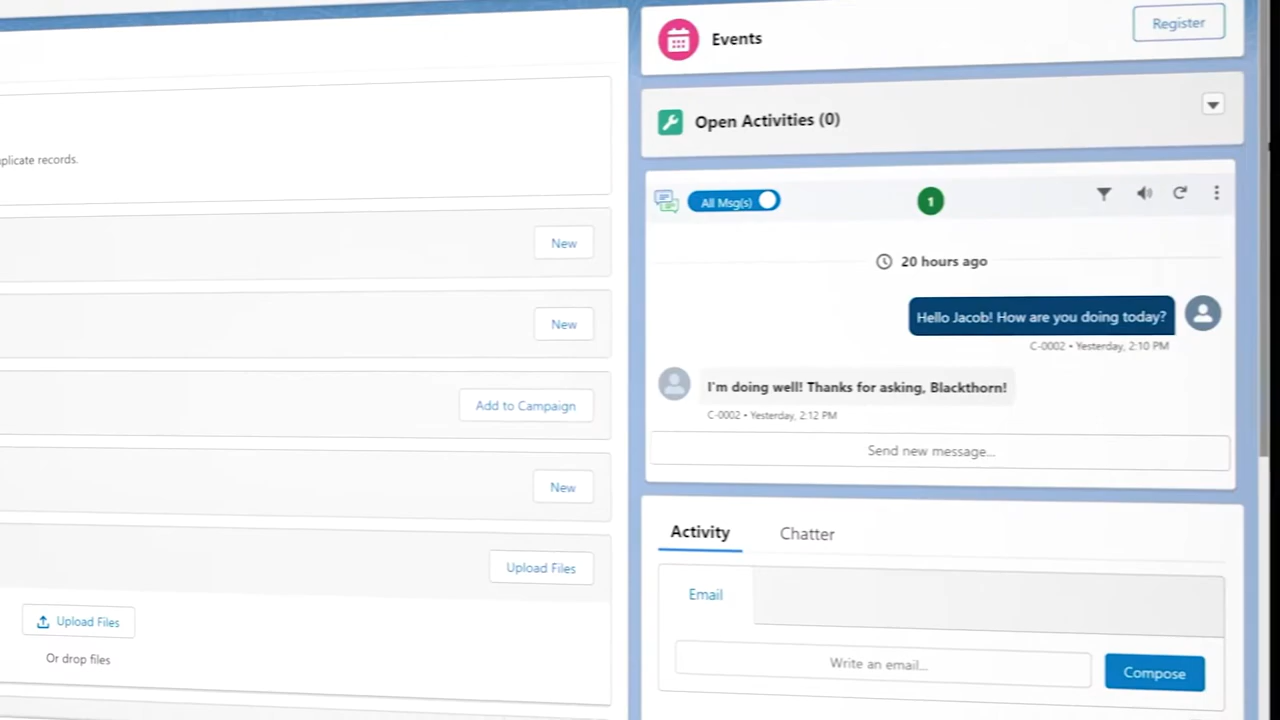 plicate records.
New
New
Add to Campaign
New
Upload Files
Upload Files
Or drop files
Events
Register
Open Activities (0)
All Msg(s)
1
20 hours ago
Hello Jacob! How are you doing today?
C-0002 • Yesterday, 2:10 PM
I'm doing well! Thanks for asking, Blackthorn!
C-0002 • Yesterday, 2:12 PM
Send new message...
Activity
Chatter
Email
Write an email...
Compose